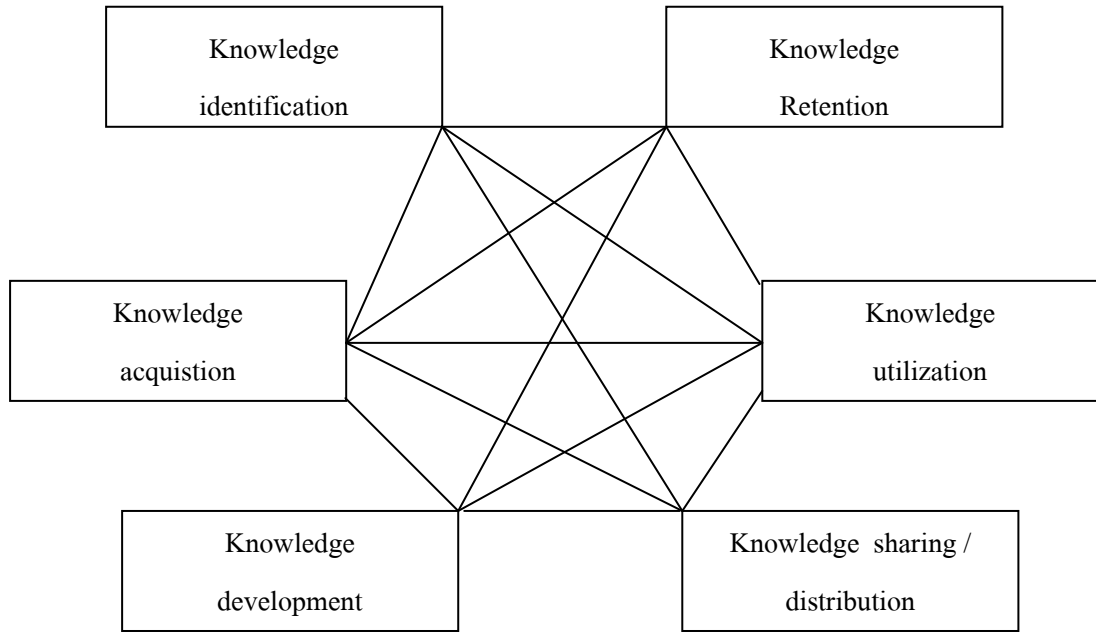 Knowledge
identification
Knowledge
Retention
Knowledge
acquistion
Knowledge
utilization
Knowledge
development
Knowledge sharing /
distribution